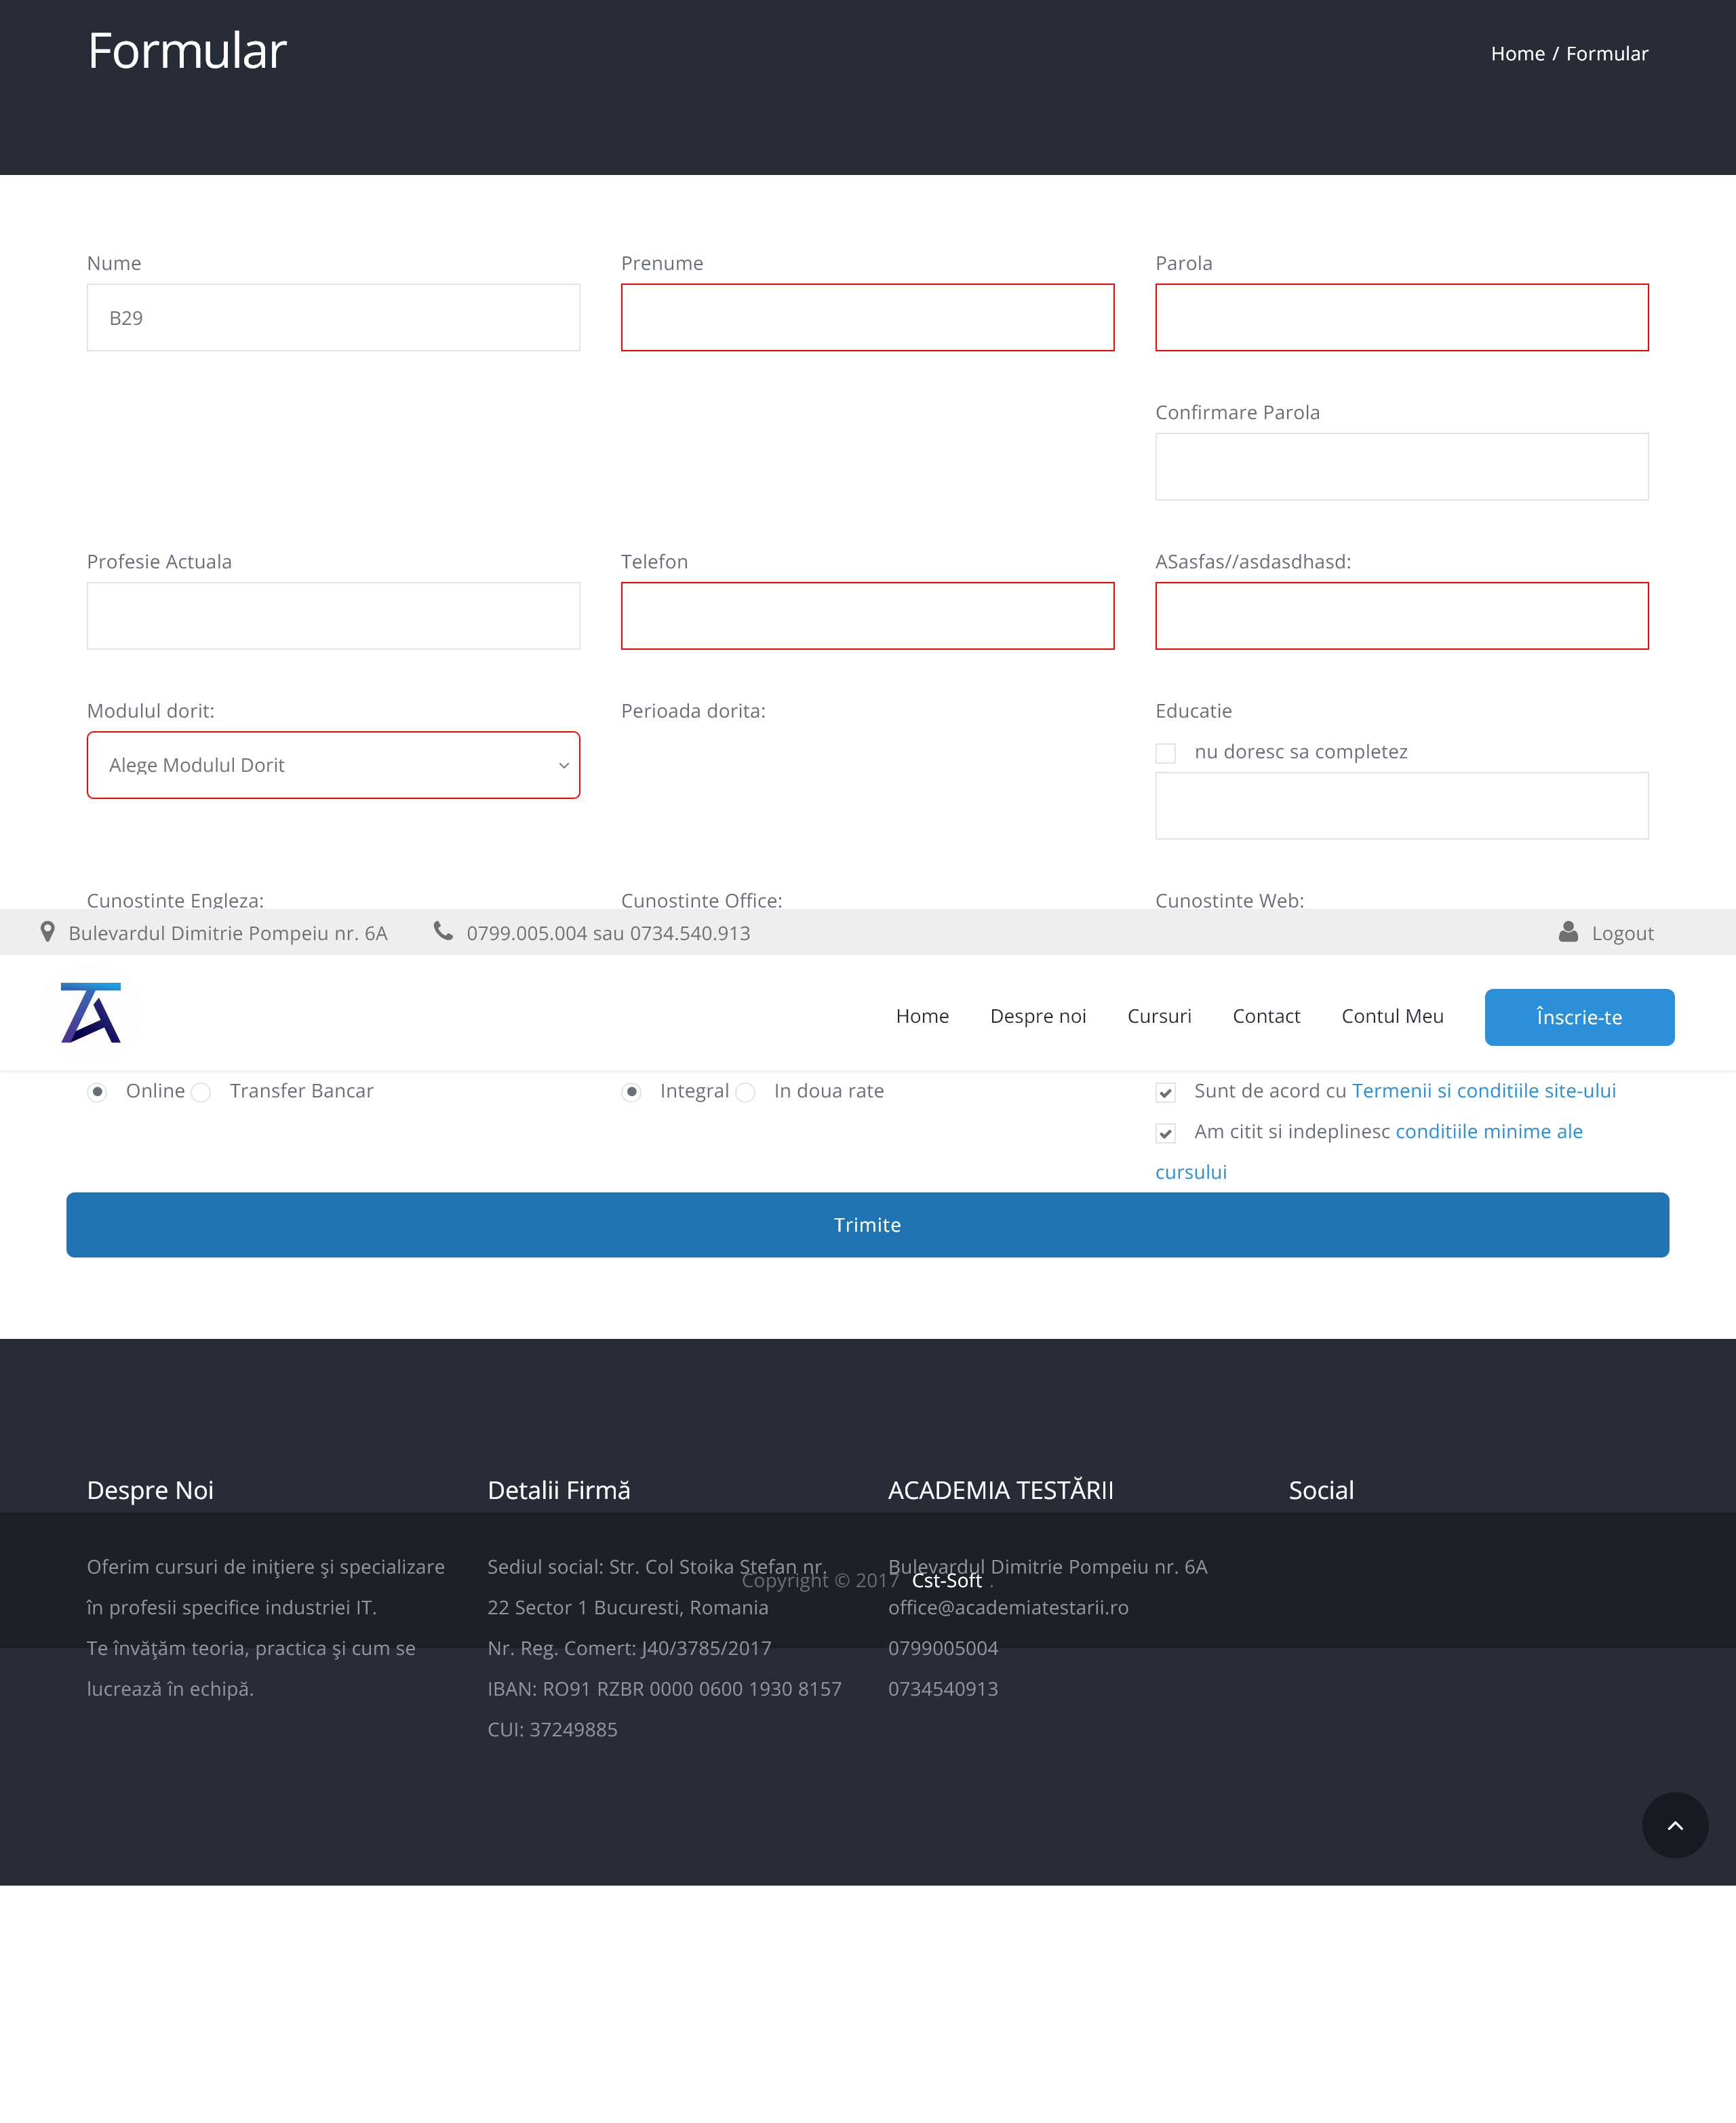 Formular
Home / Formular
Nume
Prenume
Parola
B29
Confirmare Parola
Profesie Actuala
Telefon
ASasfas//asdasdhasd:
Modulul dorit:
Perioada dorita:
Educatie
nu doresc sa completez
Alege Modulul Dorit
Cunostinte Engleza:
Cunostinte Office:
Cunostinte Web:
Bulevardul Dimitrie Pompeiu nr. 6A
0799.005.004 sau 0734.540.913
Logout
TA
Home
Despre noi
Cursuri
Contact
Contul Meu
Înscrie-te
Online
Transfer Bancar
Integral
In doua rate
Sunt de acord cu Termenii si conditiile site-ului
Am citit si indeplinesc conditiile minime ale
cursului
Trimite
Despre Noi
Oferim cursuri de inițiere și specializare
în profesii specifice industriei IT.
Te învățăm teoria, practica și cum se
lucrează în echipă.
Detalii Firmă
Sediul social: Str. Col Stoika Stefan nr.
22 Sector 1 Bucuresti, Romania
Nr. Reg. Comert: J40/3785/2017
IBAN: RO91 RZBR 0000 0600 1930 8157
CUI: 37249885
ACADEMIA TESTĂRII
Bulevardul Dimitrie Pompeiu nr. 6A
office@academiatestarii.ro
0799005004
0734540913
Social
Copyright © 2017 Cst-Soft .